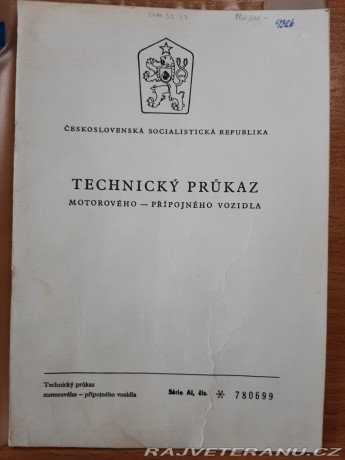 ČESKOSLOVENSKÁ SOCIALISTICKÁ REPUBLIKA
TECHNICKÝ PRŮKAZ
MOTOROVÉHO — PŘÍPOJNÉHO VOZIDLA
Technický průkaz
motorového – přípojného vozidla
Série AI, čís. * 780699
RAJVETERANU.CZ